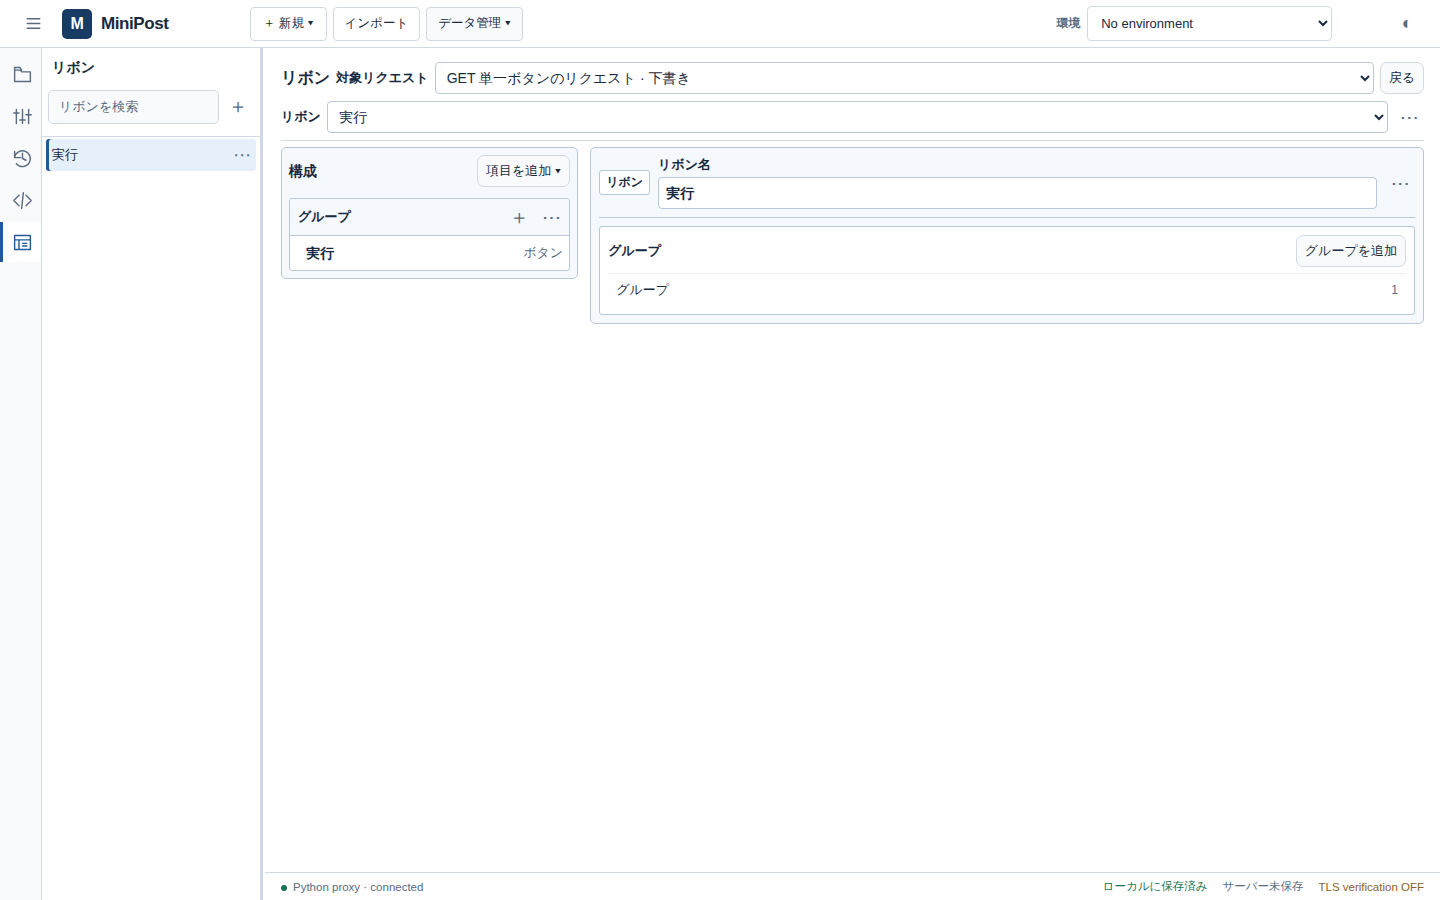 M MiniPost
＋ 新規 ▾
インポート
データ管理 ▾
環境
No environment
リボン
リボンを検索
＋
実行
…
リボン 対象リクエスト
GET 単一ボタンのリクエスト · 下書き
戻る
リボン
実行
…
構成
項目を追加 ▾
グループ
＋ …
実行
ボタン
リボン
リボン名
実行
…
グループ
グループを追加
グループ
1
Python proxy · connected
ローカルに保存済み
サーバー未保存
TLS verification OFF